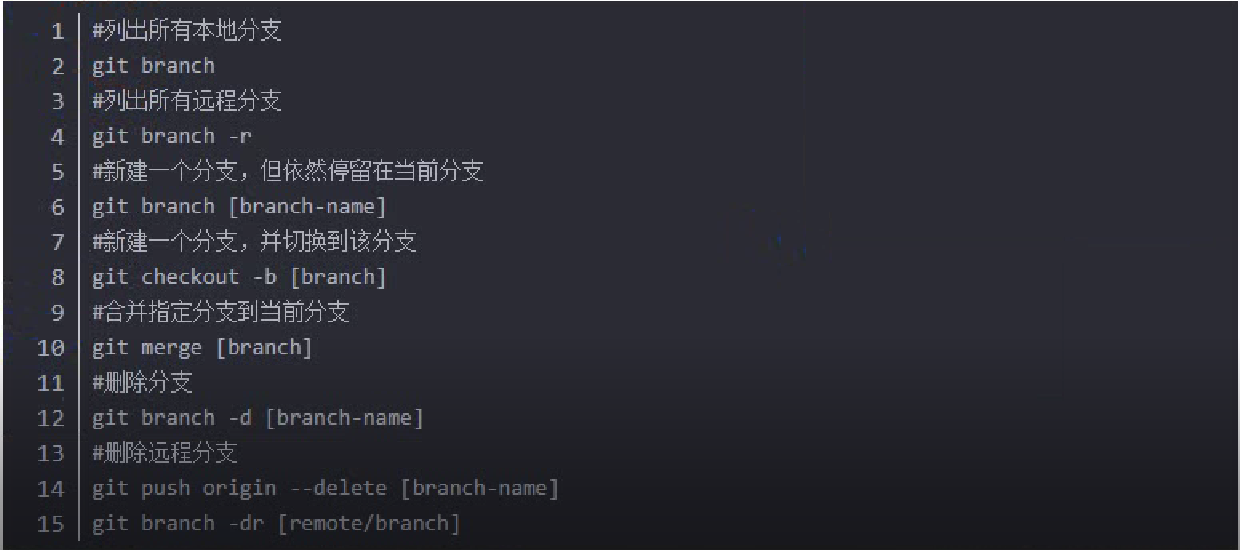 1 #列出所有本地分支
2 git branch
3 #列出所有远程分支
4 git branch -r
5 #新建一个分支，但依然停留在当前分支
6 git branch [branch-name]
7 #新建一个分支，并切换到该分支
8 git checkout -b [branch]
9 #合并指定分支到当前分支
10 git merge [branch]
11 #删除分支
12 git branch -d [branch-name]
13 #删除远程分支
14 git push origin --delete [branch-name]
15 git branch -dr [remote/branch]